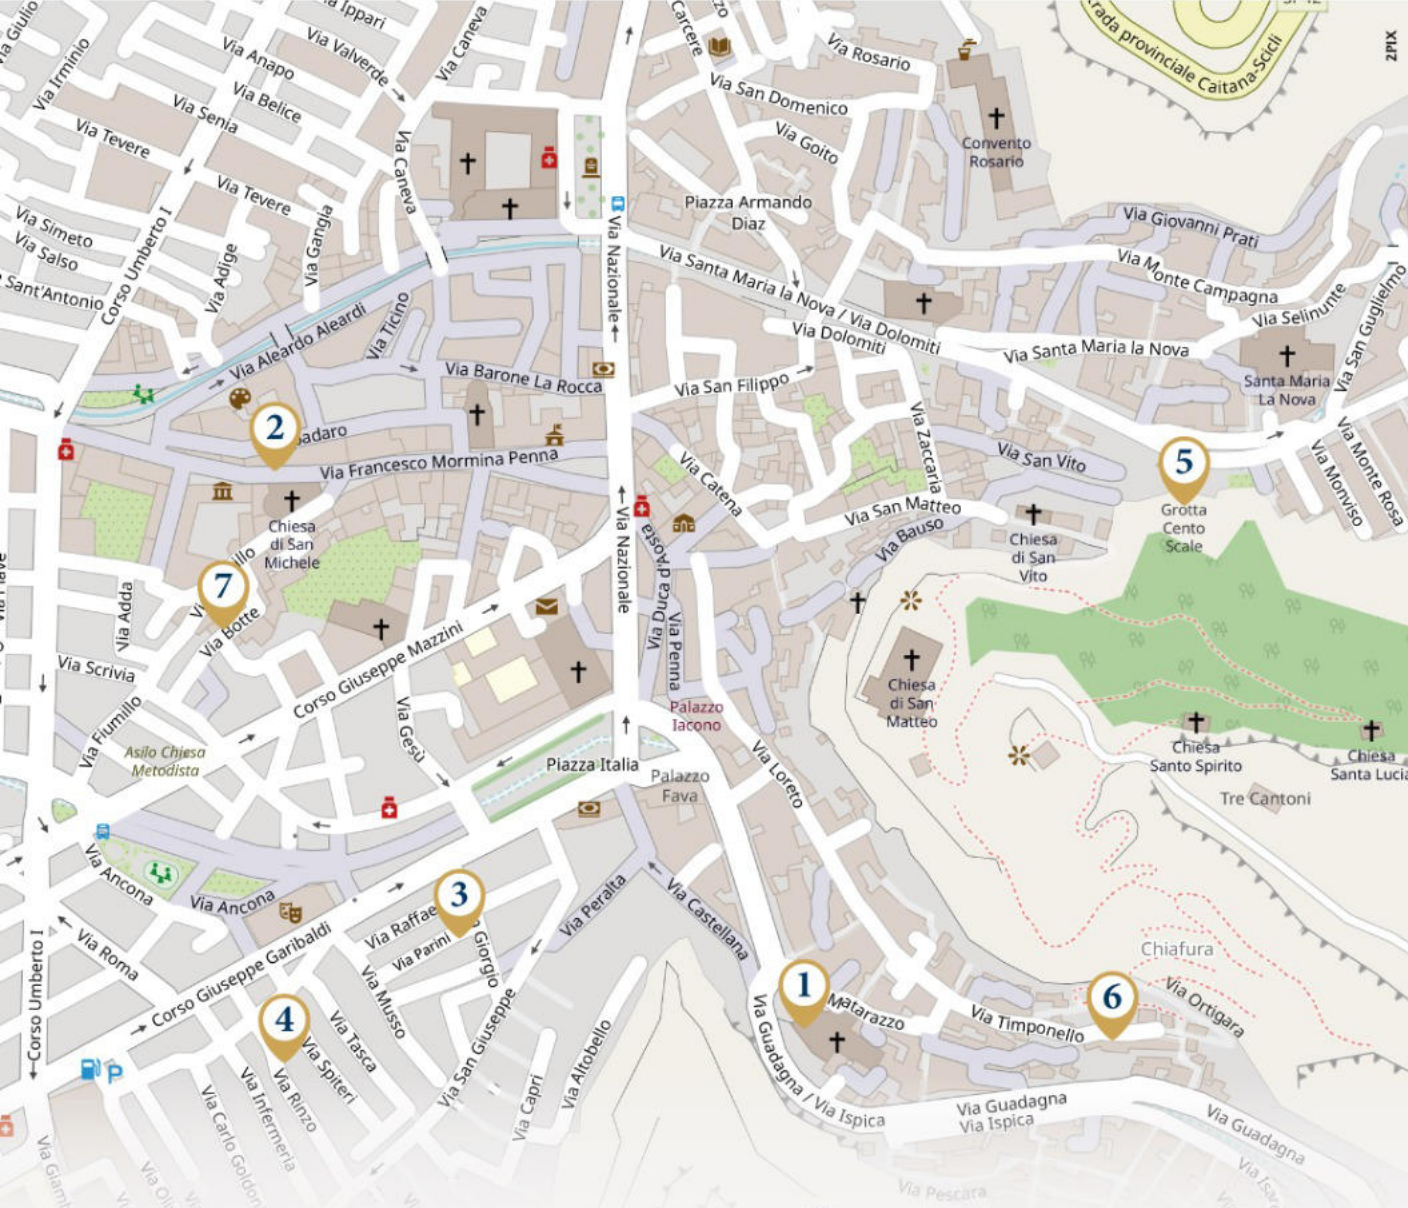 Via Ippari
Via Giulio
Via Irminio
Via Valverde
Via Caneva
Carcere
Via Rosario
Strada provinciale Caitana-Scicli
2PIX
Via Anapo
Via Belice
Via Senia
Via Tevere
Via San Domenico
Via Goito
Convento
Rosario
Via Caneva
Via Tevere
Via Simeto
Via Salso
Sant'Antonio
Corso Umberto I
Via Adige
Via Gangia
Piazza Armando
Diaz
Via Giovanni Prati
Via Nazionale
Via Santa Maria la Nova / Via Dolomiti
Via Monte Campagna
Via Selinunte
Via San Guglielmo
Via Aleardo Aleardi
Via Ticino
Via Dolomiti
Via Santa Maria la Nova
Santa Maria
La Nova
Via Barone La Rocca
Via San Filippo
Via Zaccaria
2
Via Francesco Mormina Penna
Via Catena
Via San Vito
5
Via Monviso
Via Monte Rosa
Chiesa
di San
Michele
Via Nazionale
Via San Matteo
Via Bauso
Grotta
Cento
Scale
Chiesa
di San
Vito
7
Via Botte
Via Adda
Via Scrivia
Via Duca d'Aosta
Via Penna
Corso Giuseppe Mazzini
Chiesa
di San
Matteo
Via Fiumillo
Via Gesù
Palazzo
Iacono
Asilo Chiesa
Metodista
Piazza Italia
Palazzo
Fava
Via Loreto
Chiesa
Santo Spirito
Chiesa
Santa Lucia
Tre Cantoni
Via Ancona
Via Ancona
3
Via Peralta
Via Castellana
Via Parini
Via Roma
Corso Umberto I
Corso Giuseppe Garibaldi
Via Musso
Chiafura
1
Matarazzo
6
Via Timponello
Via Ortigara
4
Via Tasca
Via Spiteri
Via Rinzo
Via Infermeria
Via Carlo Goldoni
Via San Giuseppe
Via Capri
Via Altobello
Via Guadagna / Via Ispica
Via Guadagna
Via Ispica
Via Guadagna
Via Pescara